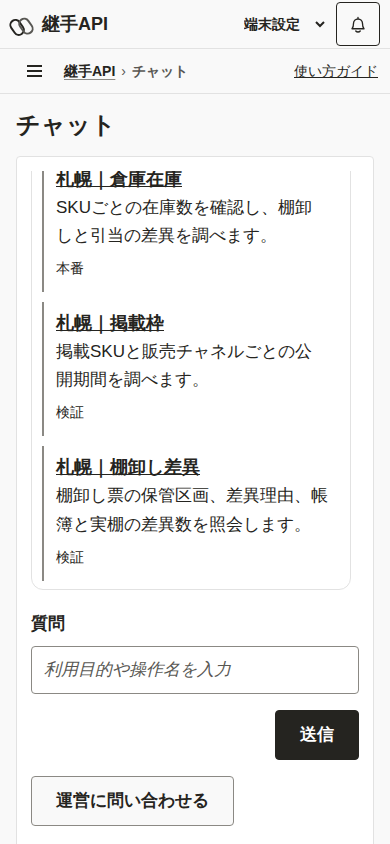 継手API
端末設定
継手API › チャット
使い方ガイド
チャット
札幌｜倉庫在庫
SKUごとの在庫数を確認し、棚卸
しと引当の差異を調べます。
本番
札幌｜掲載枠
掲載SKUと販売チャネルごとの公
開期間を調べます。
検証
札幌｜棚卸し差異
棚卸し票の保管区画、差異理由、帳
簿と実棚の差異数を照会します。
検証
質問
利用目的や操作名を入力
送信
運営に問い合わせる